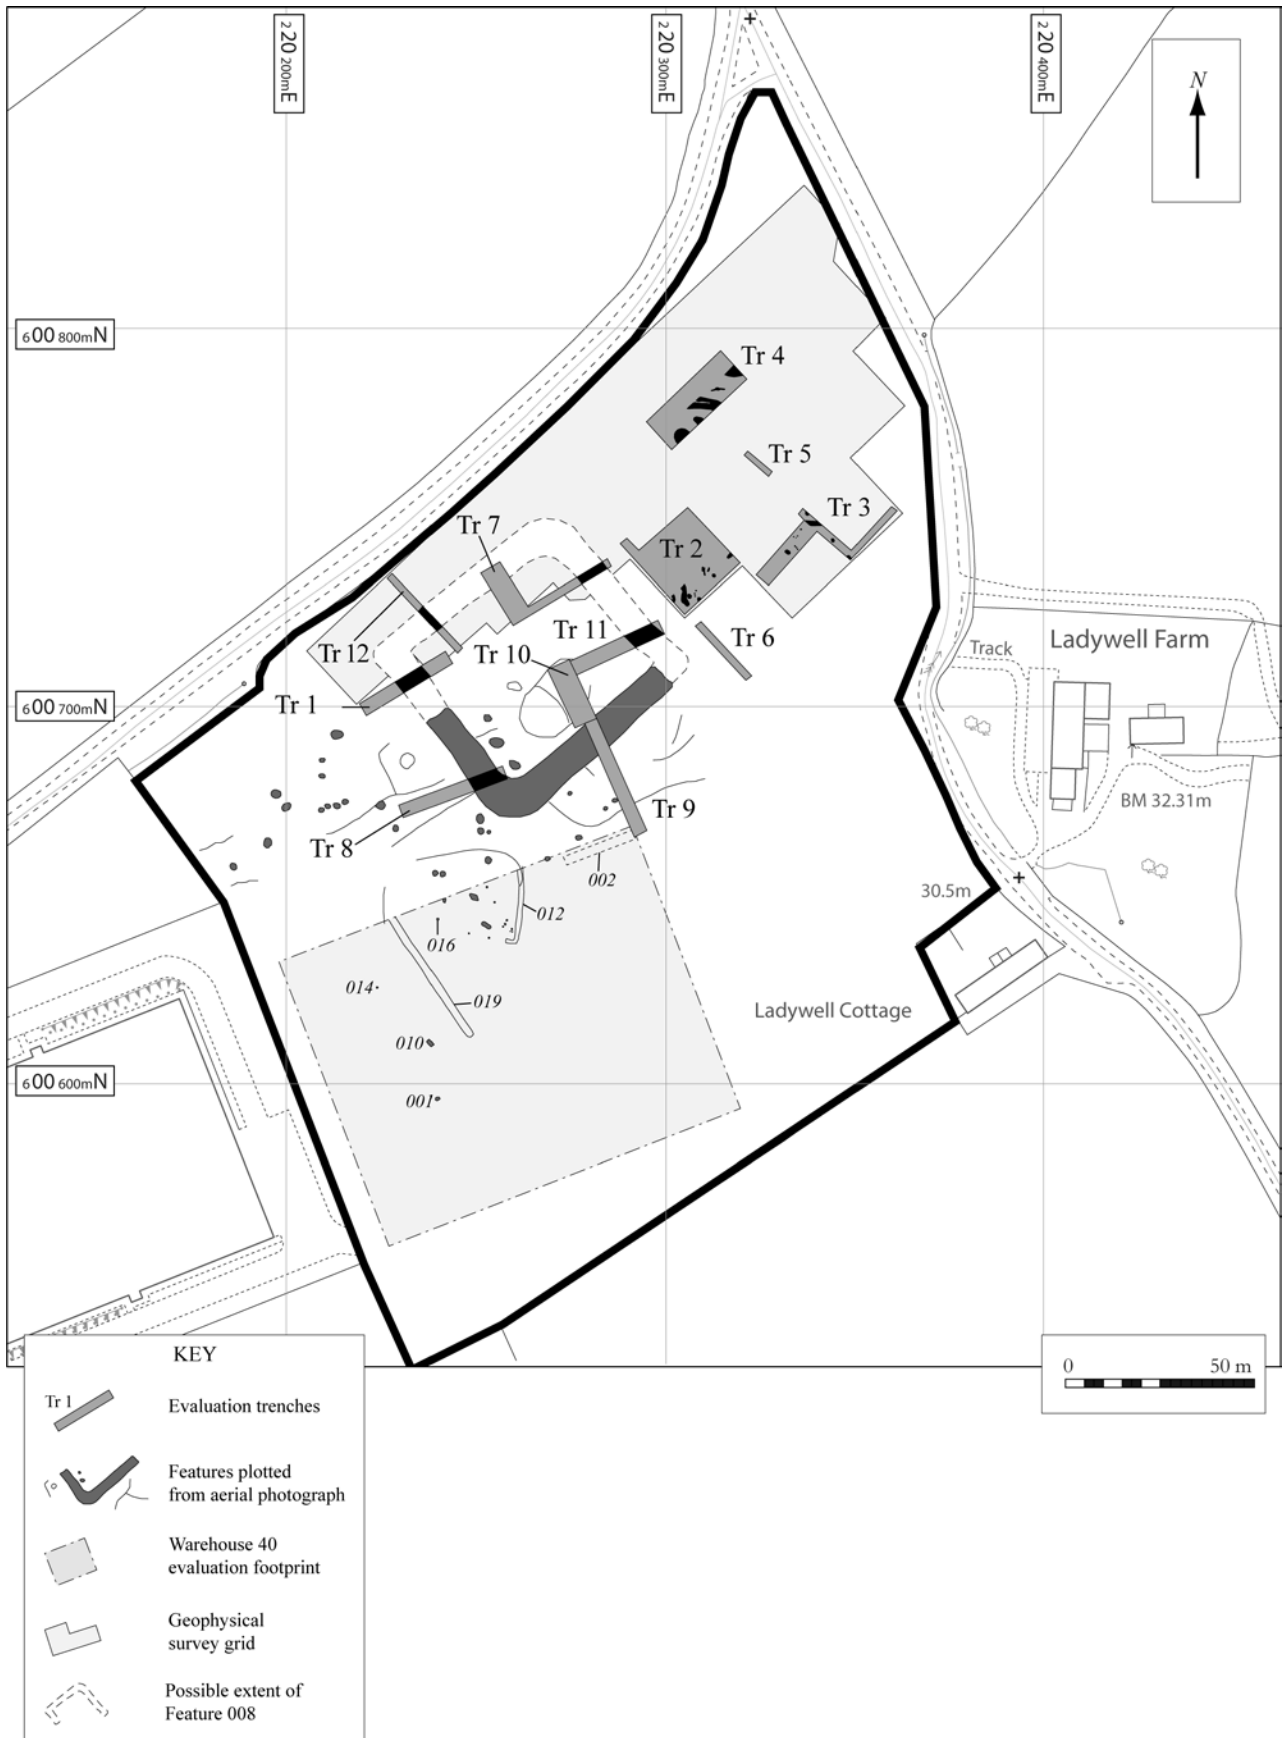 220 200mE
220 300mE
220 400mE
N
600 800mN
Tr 4
Tr 5
Tr 3
Tr 7
Tr 2
Tr 11
Tr 6
Tr 12
Tr 10
Track
Ladywell Farm
600 700mN
Tr 1
BM 32.31m
Tr 9
Tr 8
002
30.5m
012
016
014
019
Ladywell Cottage
010
600 600mN
001
KEY
Tr 1
Evaluation trenches
Features plotted
from aerial photograph
Warehouse 40
evaluation footprint
Geophysical
survey grid
Possible extent of
Feature 008
0 50 m